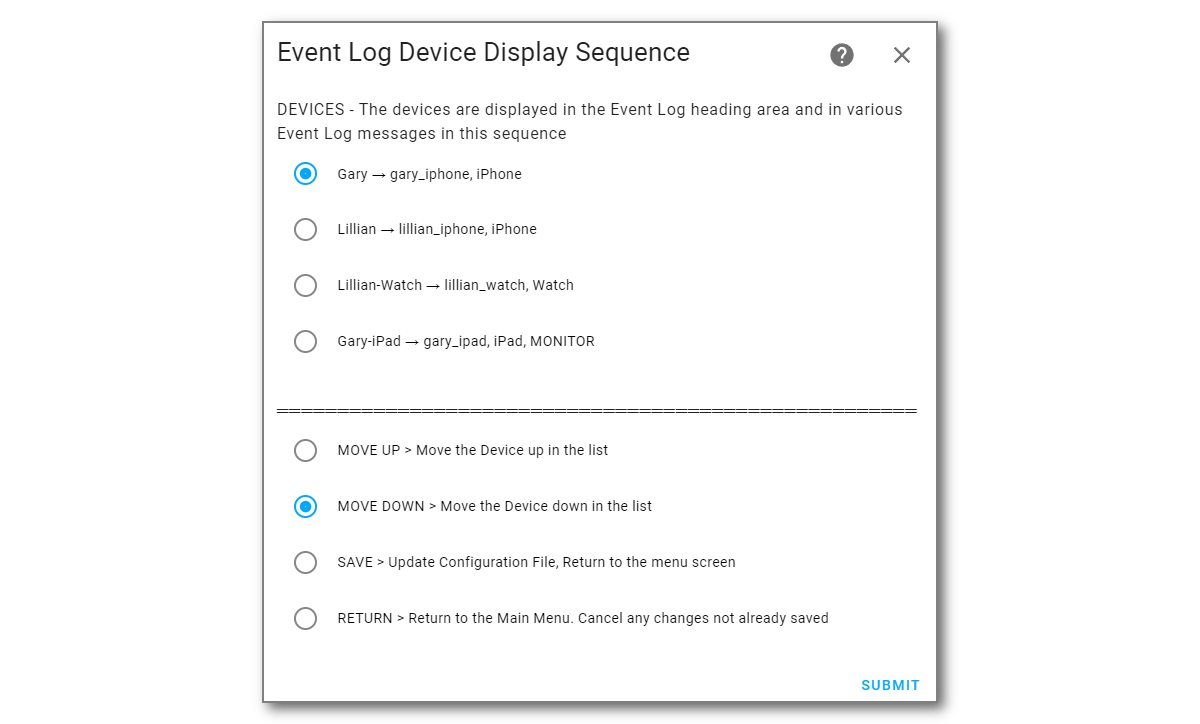 Event Log Device Display Sequence
DEVICES - The devices are displayed in the Event Log heading area and in various
Event Log messages in this sequence
Gary → gary_iphone, iPhone
Lillian → lillian_iphone, iPhone
Lillian-Watch → lillian_watch, Watch
Gary-iPad → gary_ipad, iPad, MONITOR
=====================================================
MOVE UP > Move the Device up in the list
MOVE DOWN > Move the Device down in the list
SAVE > Update Configuration File, Return to the menu screen
RETURN > Return to the Main Menu. Cancel any changes not already saved
SUBMIT